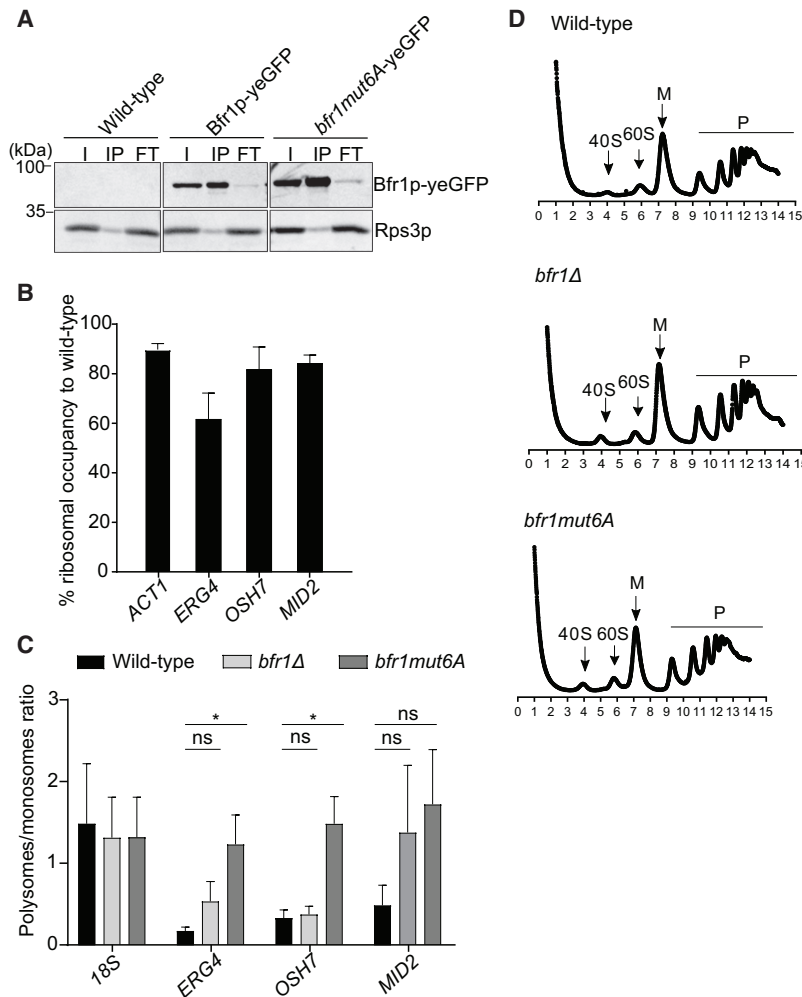 A
Wild-type
Bfr1p-yeGFP
bfr1mut6A-yeGFP
(kDa)
I IP FT I IP FT I IP FT
100
Bfr1p-yeGFP
35
Rps3p
B
% ribosomal occupancy to wild-type
100
80
60
40
20
0
ACT1
ERG4
OSH7
MID2
C
Wild-type bfr1Δ bfr1mut6A
Polysomes/monosomes ratio
3
2
1
0
* * ns
ns ns ns
18S
ERG4
OSH7
MID2
D
Wild-type
M
P
40S
60S
0 1 2 3 4 5 6 7 8 9 10 11 12 13 14 15
bfr1Δ
M
P
40S
60S
0 1 2 3 4 5 6 7 8 9 10 11 12 13 14 15
bfr1mut6A
M
P
40S
60S
0 1 2 3 4 5 6 7 8 9 10 11 12 13 14 15